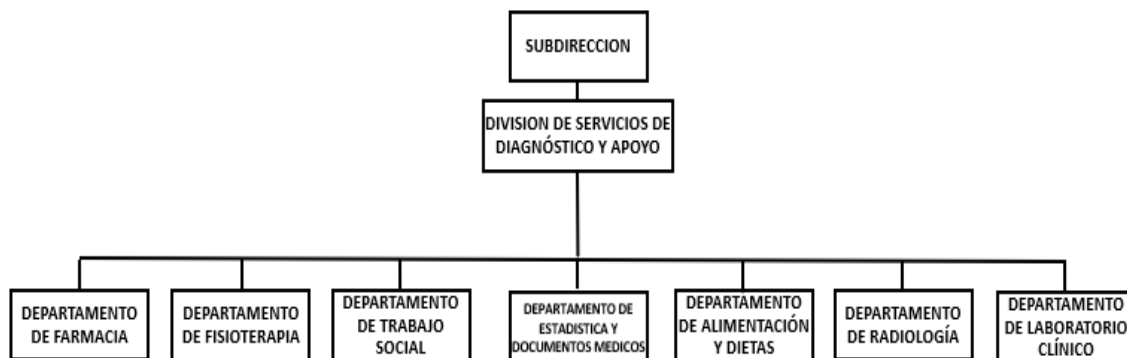 SUBDIRECCION
DIVISION DE SERVICIOS DE
DIAGNÓSTICO Y APOYO
DEPARTAMENTO
DE FARMACIA
DEPARTAMENTO
DE FISIOTERAPIA
DEPARTAMENTO
DE TRABAJO
SOCIAL
DEPARTAMENTO DE
ESTADISTICA Y
DOCUMENTOS MEDICOS
DEPARTAMENTO
DE ALIMENTACIÓN
Y DIETAS
DEPARTAMENTO
DE RADIOLOGÍA
DEPARTAMENTO
DE LABORATORIO
CLÍNICO